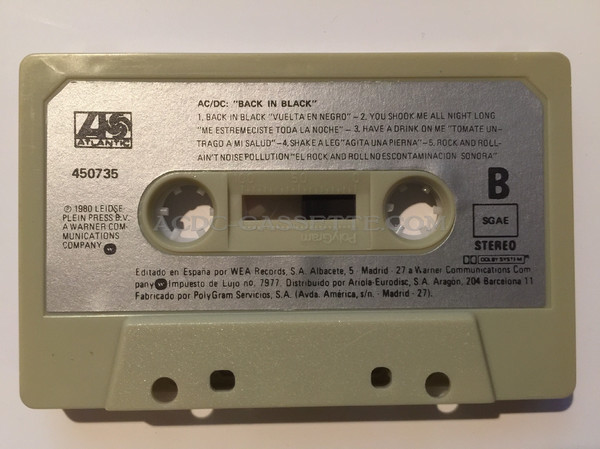 AC/DC: "BACK IN BLACK"
1. BACK IN BLACK "VUELTA EN NEGRO" – 2. YOU SHOOK ME ALL NIGHT LONG
"ME ESTREMECISTE TODA LA NOCHE" – 3. HAVE A DRINK ON ME "TOMATE UN-
TRAGO A MI SALUD" – 4. SHAKE A LEG "AGITA UNA PIERNA" – 5. ROCK AND ROLL-
AIN'T NOISE POLLUTION "EL ROCK AND ROLL NO ES CONTAMINACION SONORA"
ATLANTIC
450735
B
℗ 1980 LEIDSE-
PLEIN PRESS B.V.
A WARNER COM-
MUNICATIONS
COMPANY
SGAE
STEREO
DOLBY SYSTEM
ACDC-CASSETTE.COM
Editado en España por WEA Records, S.A. Albacete, 5 - Madrid - 27 a Warner Communications Com
pany Impuesto de Lujo no. 7977. Distribuido por Ariola-Eurodisc, S.A. Aragón, 204 Barcelona 11
Fabricado por PolyGram Servicios, S.A. (Avda. América, s/n. - Madrid - 27).